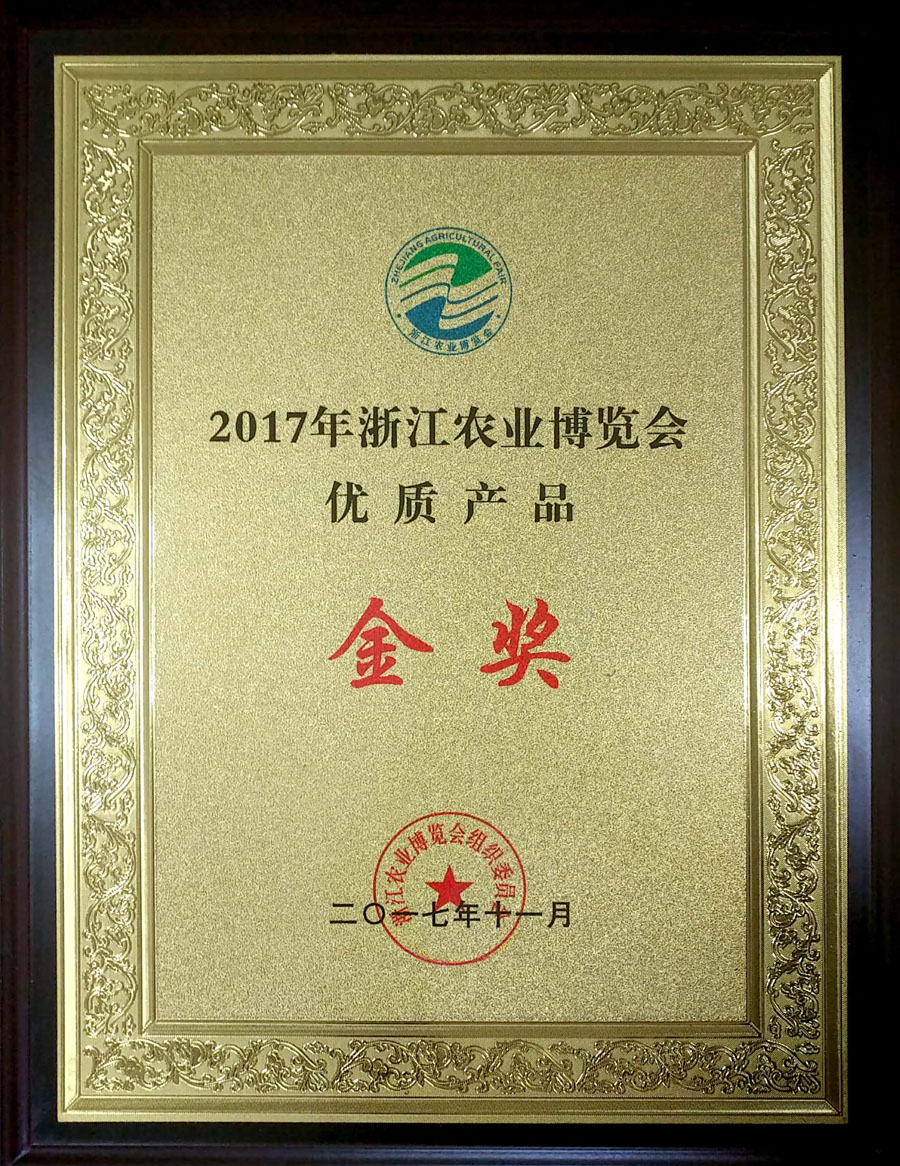 ZHEJIANG AGRICULTURAL FAIR
浙江农业博览会
2017年浙江农业博览会
优质产品
金奖
浙江农业博览会组织委员会
二〇一七年十一月